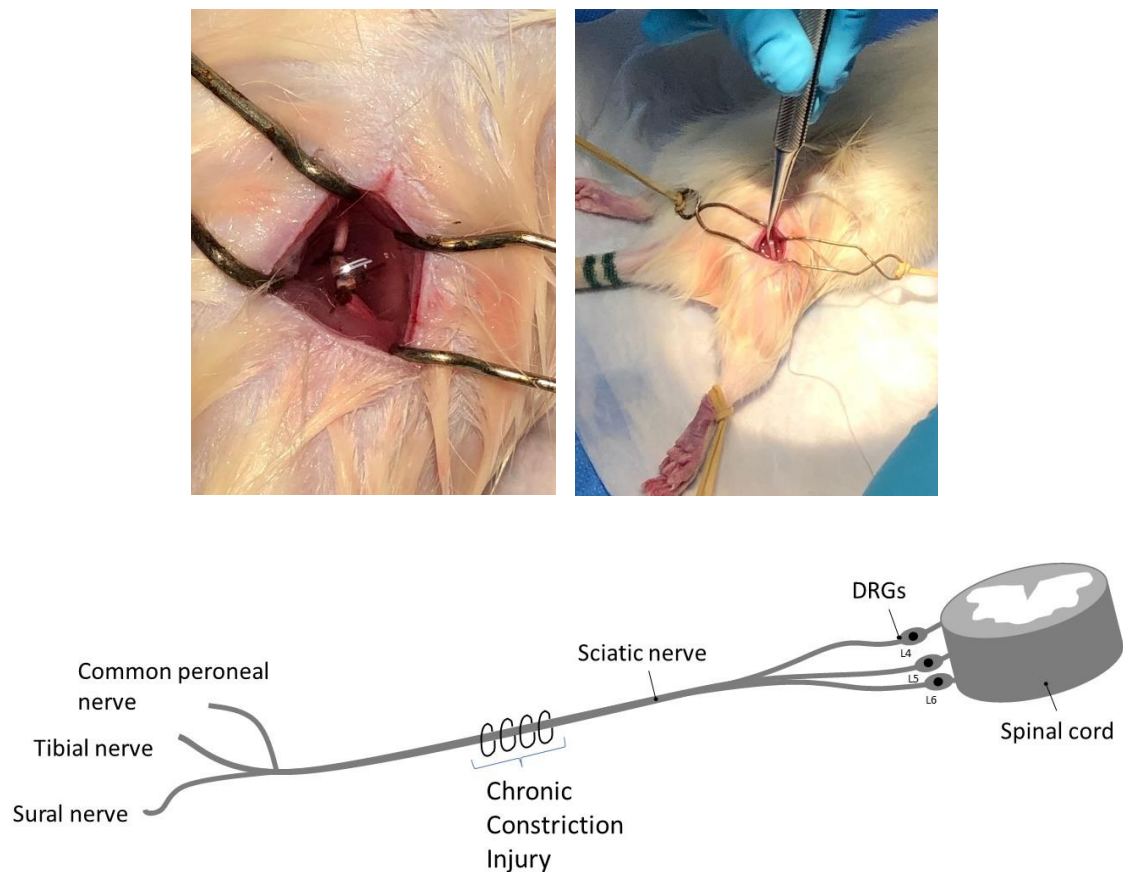 DRGs
L4
Sciatic nerve
L5
L6
Common peroneal
nerve
Tibial nerve
Spinal cord
Sural nerve
Chronic
Constriction
Injury